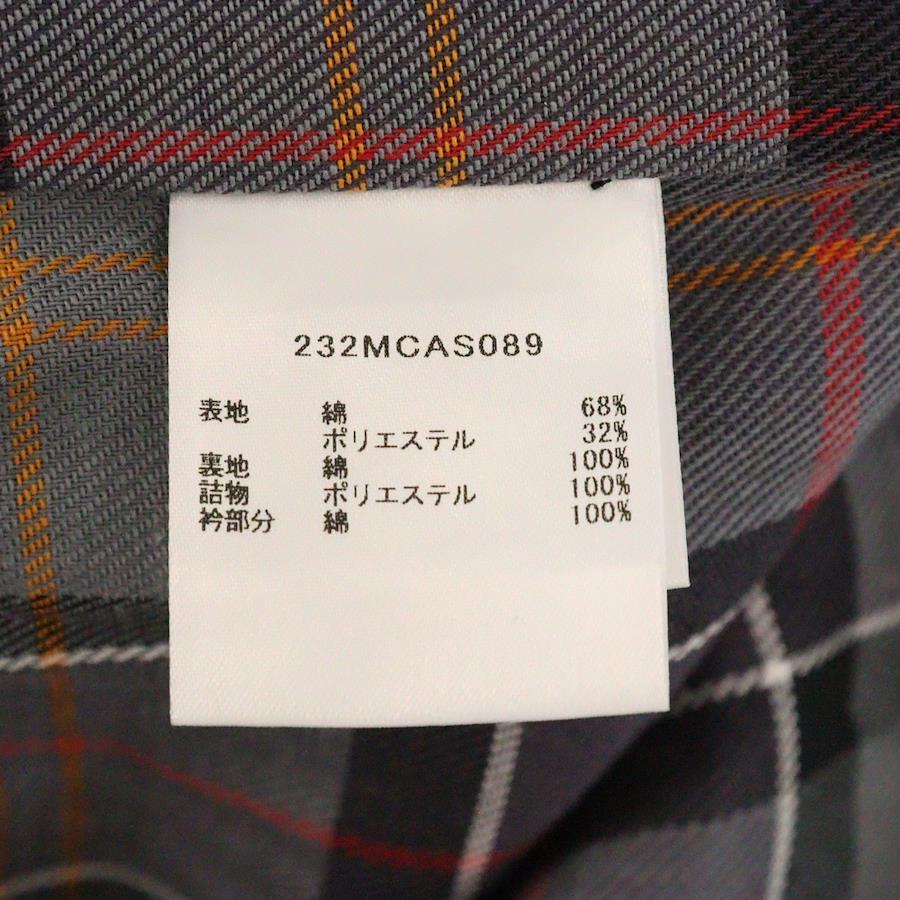 232MCAS089
表地 綿 68%
ポリエステル 32%
裏地 綿 100%
詰物 ポリエステル 100%
衿部分 綿 100%